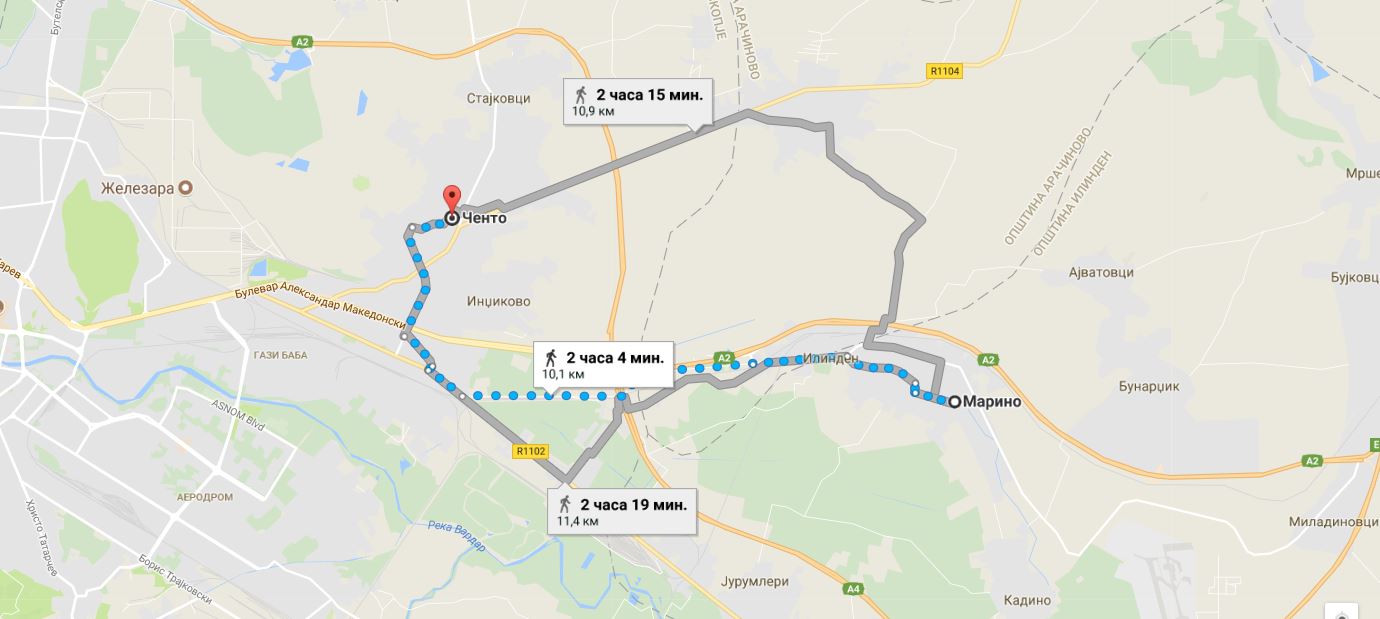 Бутелск
A2
СКОПЈЕ
А АРАЧИНОВО
R1104
2 часа 15 мин.
10,9 км
Стајковци
ОПШТИНА АРАЧИНОВО
ОПШТИНА ИЛИНДЕН
Мрше
Железара
Ченто
Ајватовци
Бујковц
арев
Булевар Александар Македонски
Инџиково
ГАЗИ БАБА
2 часа 4 мин.
10,1 км
A2
Илинден
A2
Бунарџик
Марино
ASNOM Blvd
R1102
E
A2
АЕРОДРОМ
2 часа 19 мин.
11,4 км
Христо Татарчев
Река Вардар
Миладиновци
Борис Трајковски
Јурумлери
A4
Кадино